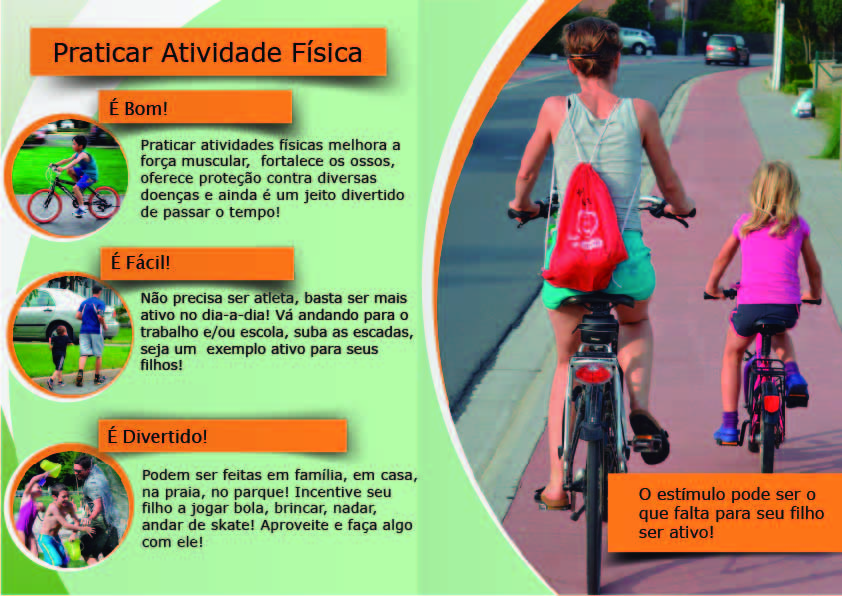 Praticar Atividade Física
É Bom!
Praticar atividades físicas melhora a
força muscular, fortalece os ossos,
oferece proteção contra diversas
doenças e ainda é um jeito divertido
de passar o tempo!
É Fácil!
Não precisa ser atleta, basta ser mais
ativo no dia-a-dia! Vá andando para o
trabalho e/ou escola, suba as escadas,
seja um exemplo ativo para seus
filhos!
É Divertido!
Podem ser feitas em família, em casa,
na praia, no parque! Incentive seu
filho a jogar bola, brincar, nadar,
andar de skate! Aproveite e faça algo
com ele!
O estímulo pode ser o
que falta para seu filho
ser ativo!